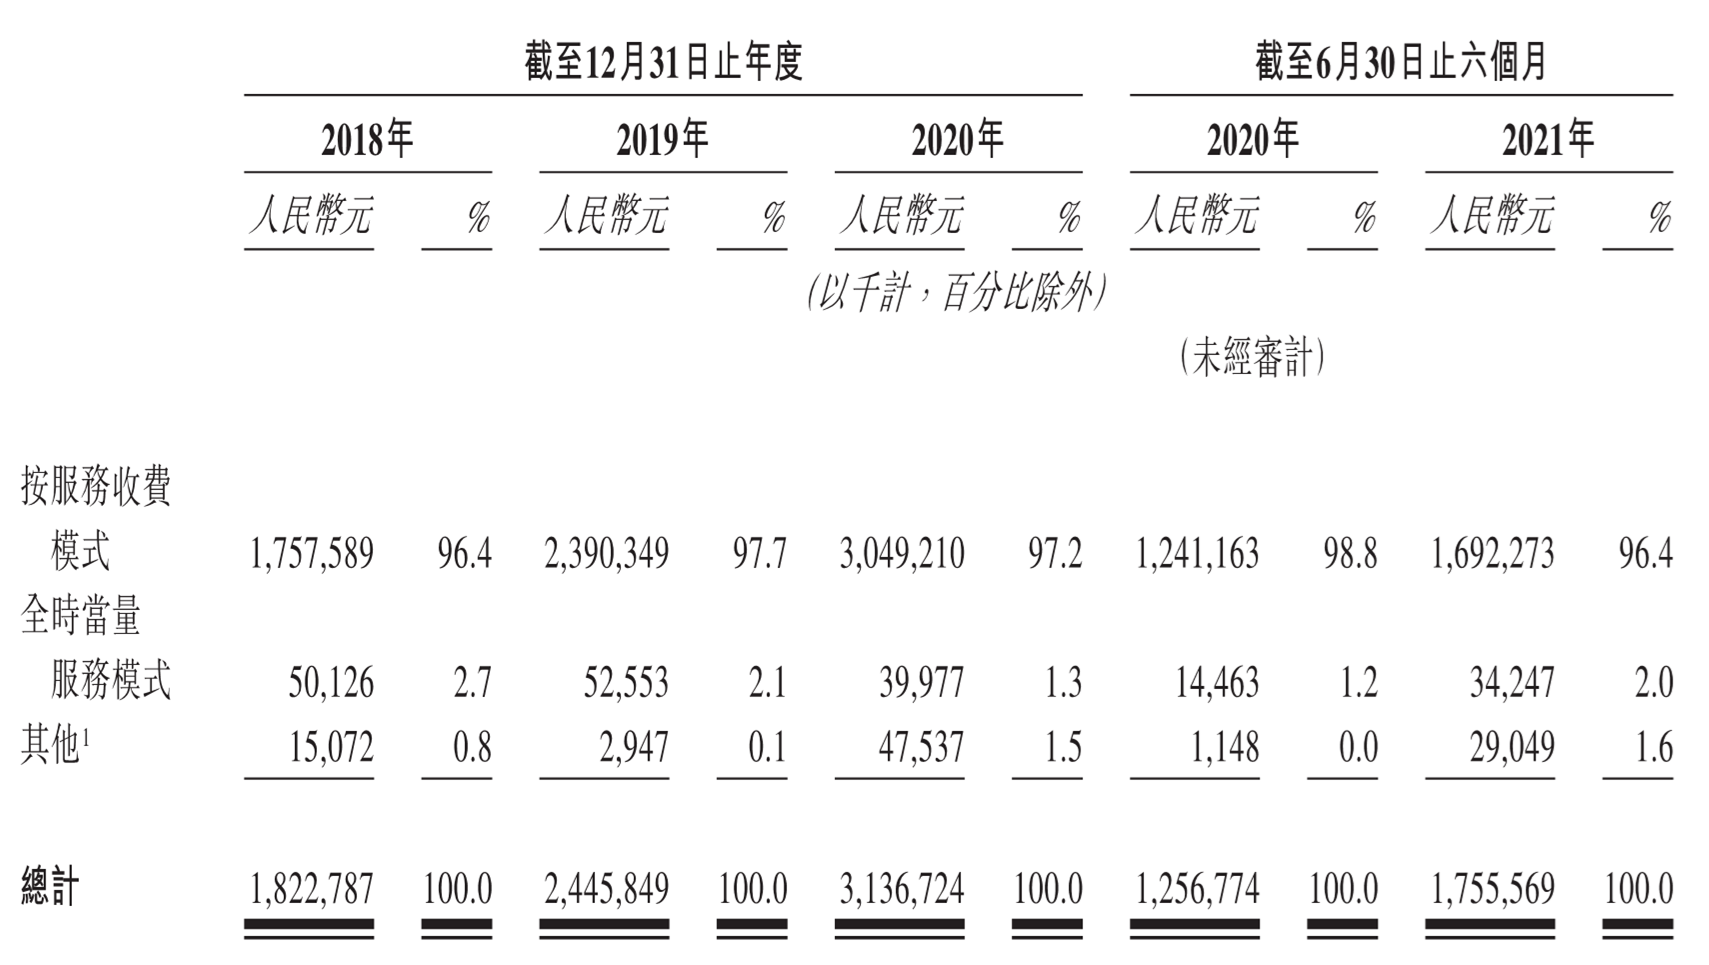 截至12月31日止年度 截至6月30日止六個月
2018年 2019年 2020年 2020年 2021年
人民幣元 % 人民幣元 % 人民幣元 % 人民幣元 % 人民幣元 %
(以千計,百分比除外)
(未經審計)
按服務收費
模式 1,757,589 96.4 2,390,349 97.7 3,049,210 97.2 1,241,163 98.8 1,692,273 96.4
全時當量
服務模式 50,126 2.7 52,553 2.1 39,977 1.3 14,463 1.2 34,247 2.0
其他1 15,072 0.8 2,947 0.1 47,537 1.5 1,148 0.0 29,049 1.6
總計 1,822,787 100.0 2,445,849 100.0 3,136,724 100.0 1,256,774 100.0 1,755,569 100.0